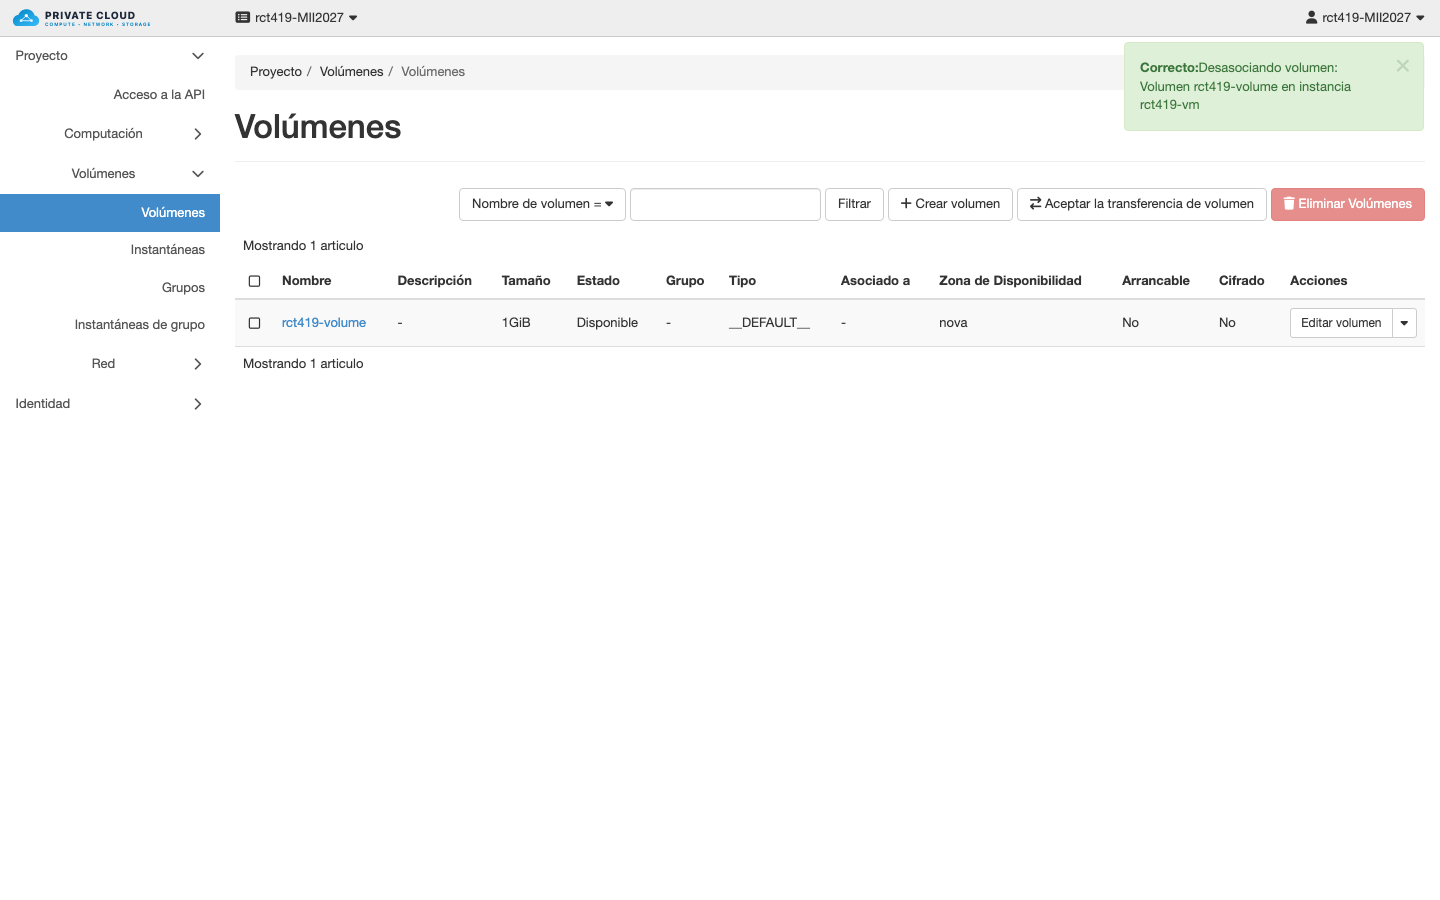 PRIVATE CLOUD
COMPUTE • NETWORK • STORAGE
rct419-MII2027
rct419-MII2027
Proyecto
Acceso a la API
Computación
Volúmenes
Volúmenes
Instantáneas
Grupos
Instantáneas de grupo
Red
Identidad
Proyecto / Volúmenes / Volúmenes
Correcto:Desasociando volumen:
Volumen rct419-volume en instancia
rct419-vm
Volúmenes
Nombre de volumen = Filtrar Crear volumen Aceptar la transferencia de volumen Eliminar Volúmenes
Mostrando 1 articulo
Nombre Descripción Tamaño Estado Grupo Tipo Asociado a Zona de Disponibilidad Arrancable Cifrado Acciones
rct419-volume - 1GiB Disponible - __DEFAULT__ - nova No No Editar volumen
Mostrando 1 articulo